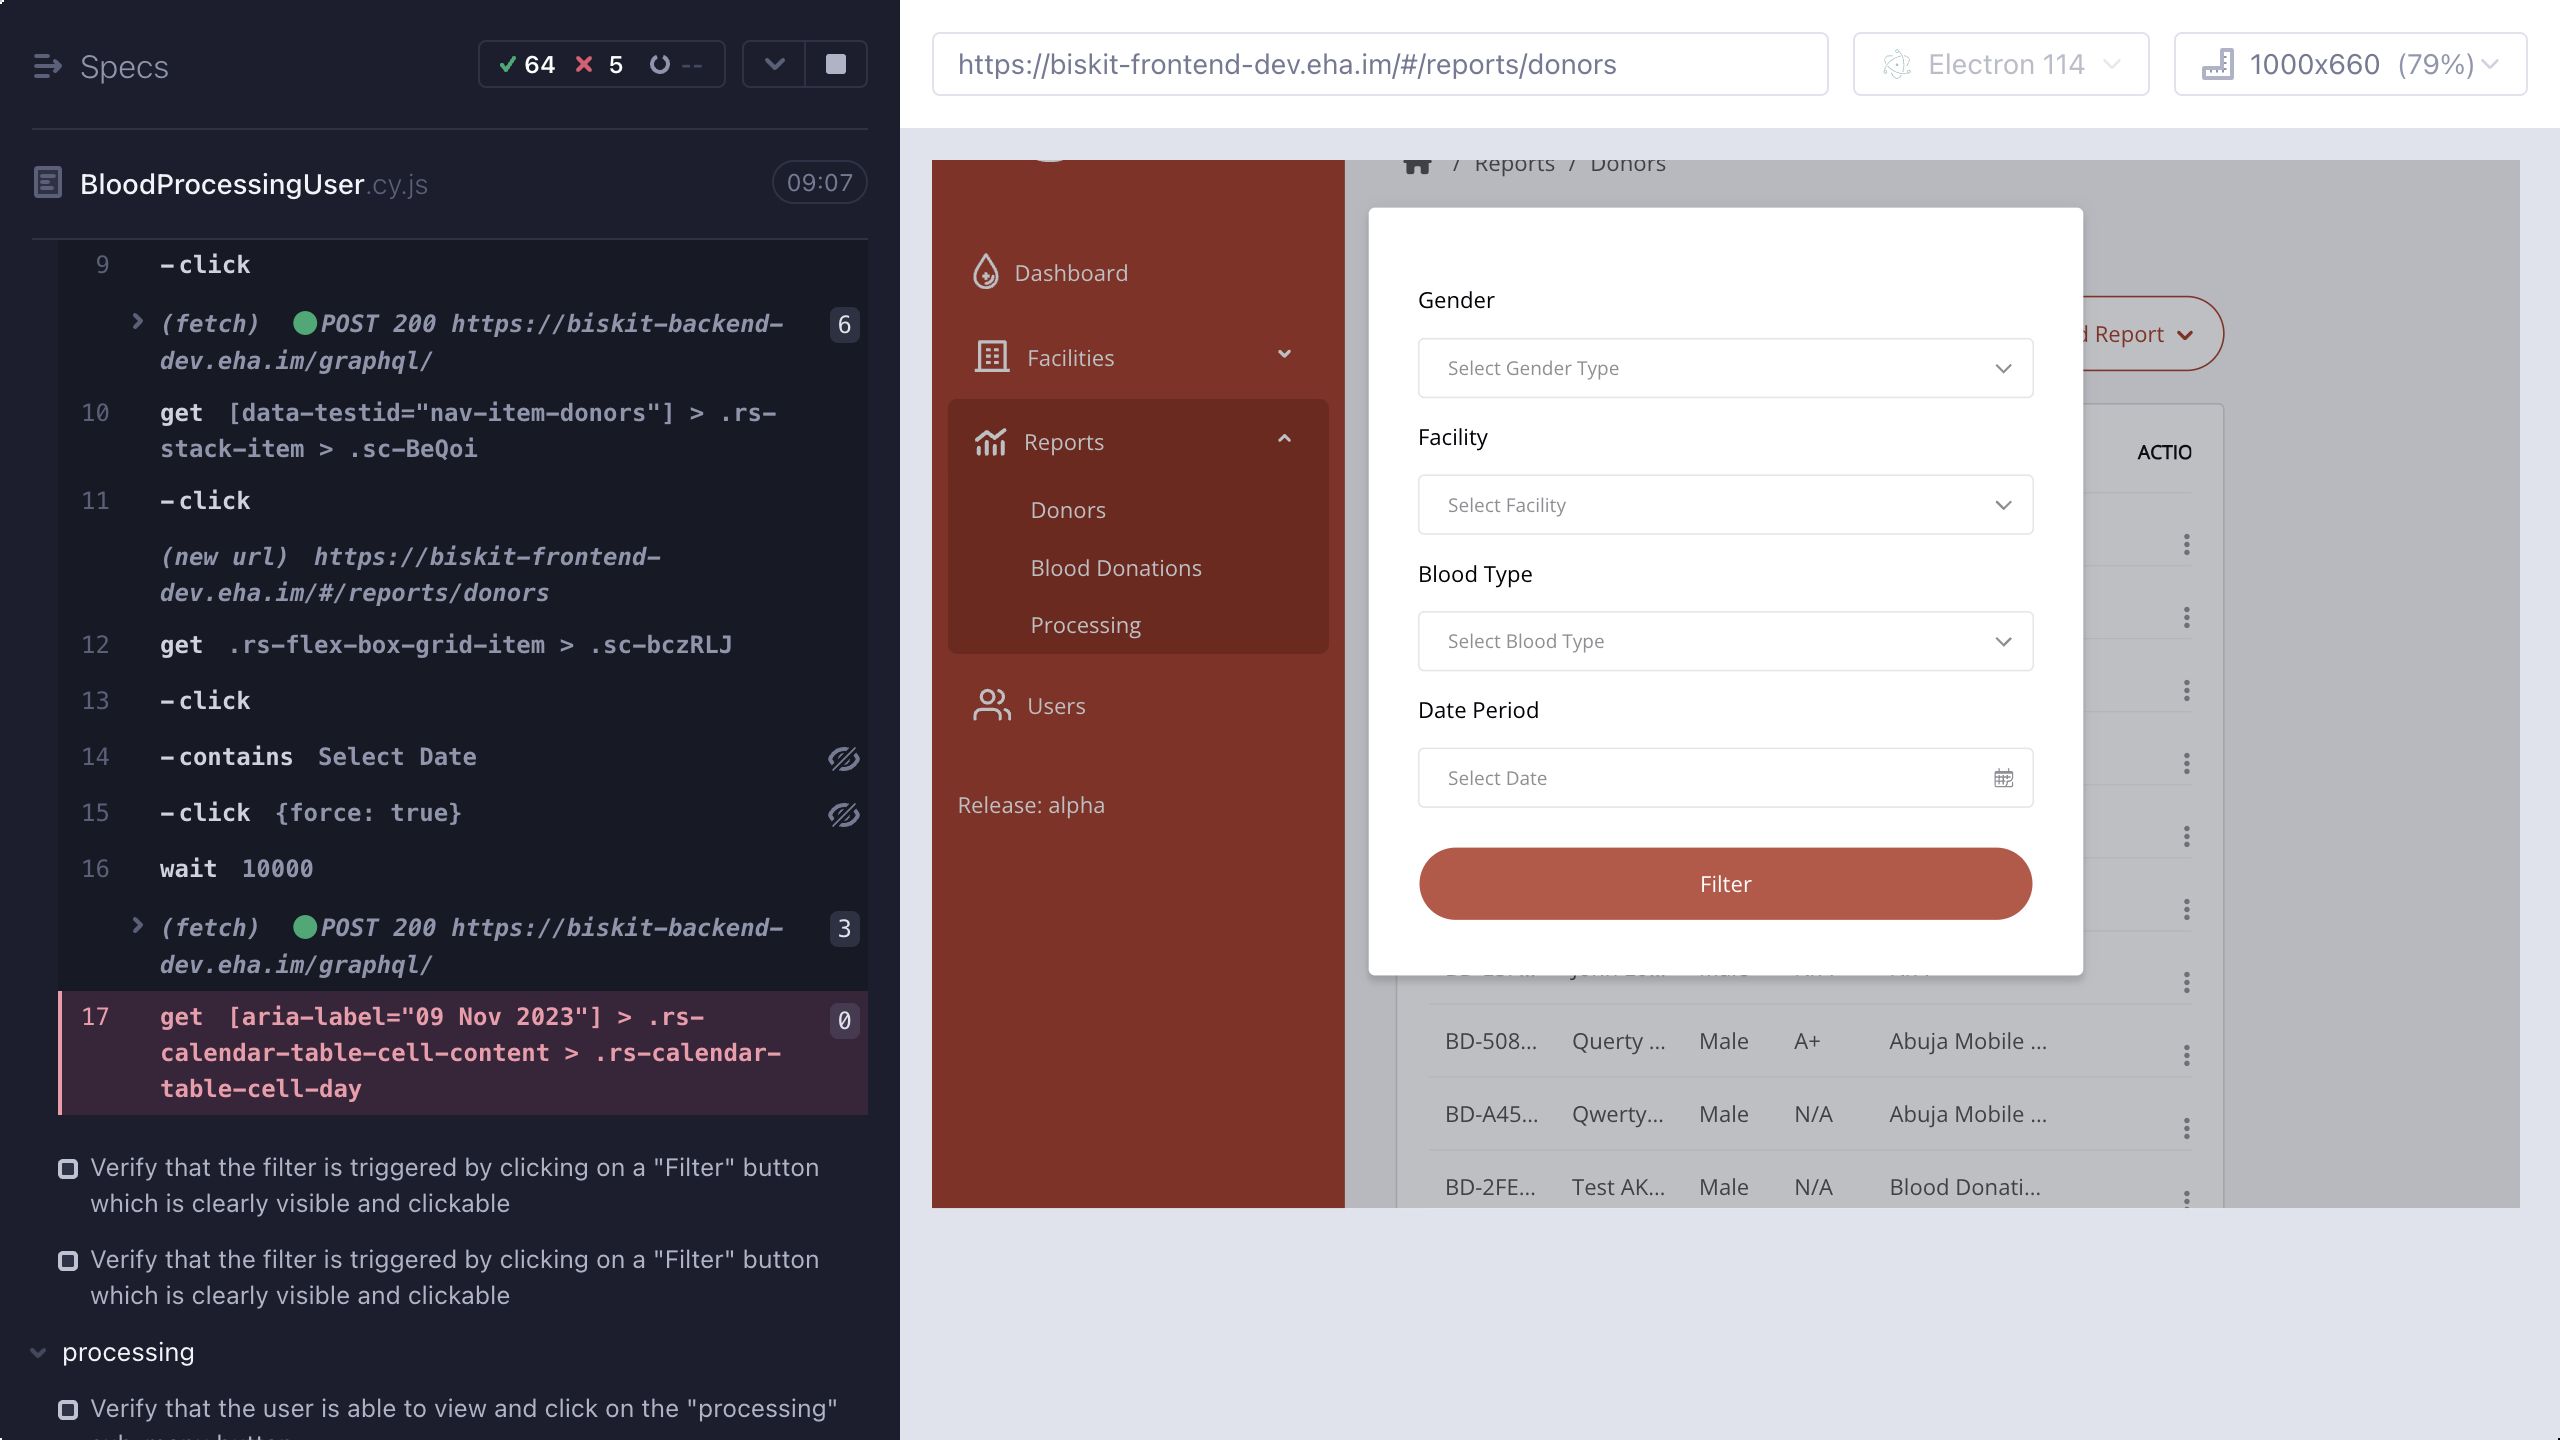 Specs
64 5 --
BloodProcessingUser.cy.js
09:07
9 -click
(fetch) POST 200 https://biskit-backend-
dev.eha.im/graphql/
6
10 get [data-testid="nav-item-donors"] > .rs-
stack-item > .sc-BeQoi
11 -click
(new url) https://biskit-frontend-
dev.eha.im/#/reports/donors
12 get .rs-flex-box-grid-item > .sc-bczRLJ
13 -click
14 -contains Select Date
15 -click {force: true}
16 wait 10000
(fetch) POST 200 https://biskit-backend-
dev.eha.im/graphql/
3
17 get [aria-label="09 Nov 2023"] > .rs-
calendar-table-cell-content > .rs-calendar-
table-cell-day
0
Verify that the filter is triggered by clicking on a "Filter" button
which is clearly visible and clickable
Verify that the filter is triggered by clicking on a "Filter" button
which is clearly visible and clickable
processing
Verify that the user is able to view and click on the "processing"
https://biskit-frontend-dev.eha.im/#/reports/donors
Electron 114
1000x660 (79%)
/ Reports / Donors
Dashboard
Facilities
Reports
Donors
Blood Donations
Processing
Users
Release: alpha
Gender
Select Gender Type
Facility
Select Facility
Blood Type
Select Blood Type
Date Period
Select Date
Filter
Report
ACTIO
BD-508... Querty ... Male A+ Abuja Mobile ...
BD-A45... Qwerty... Male N/A Abuja Mobile ...
BD-2FE... Test AK... Male N/A Blood Donati...